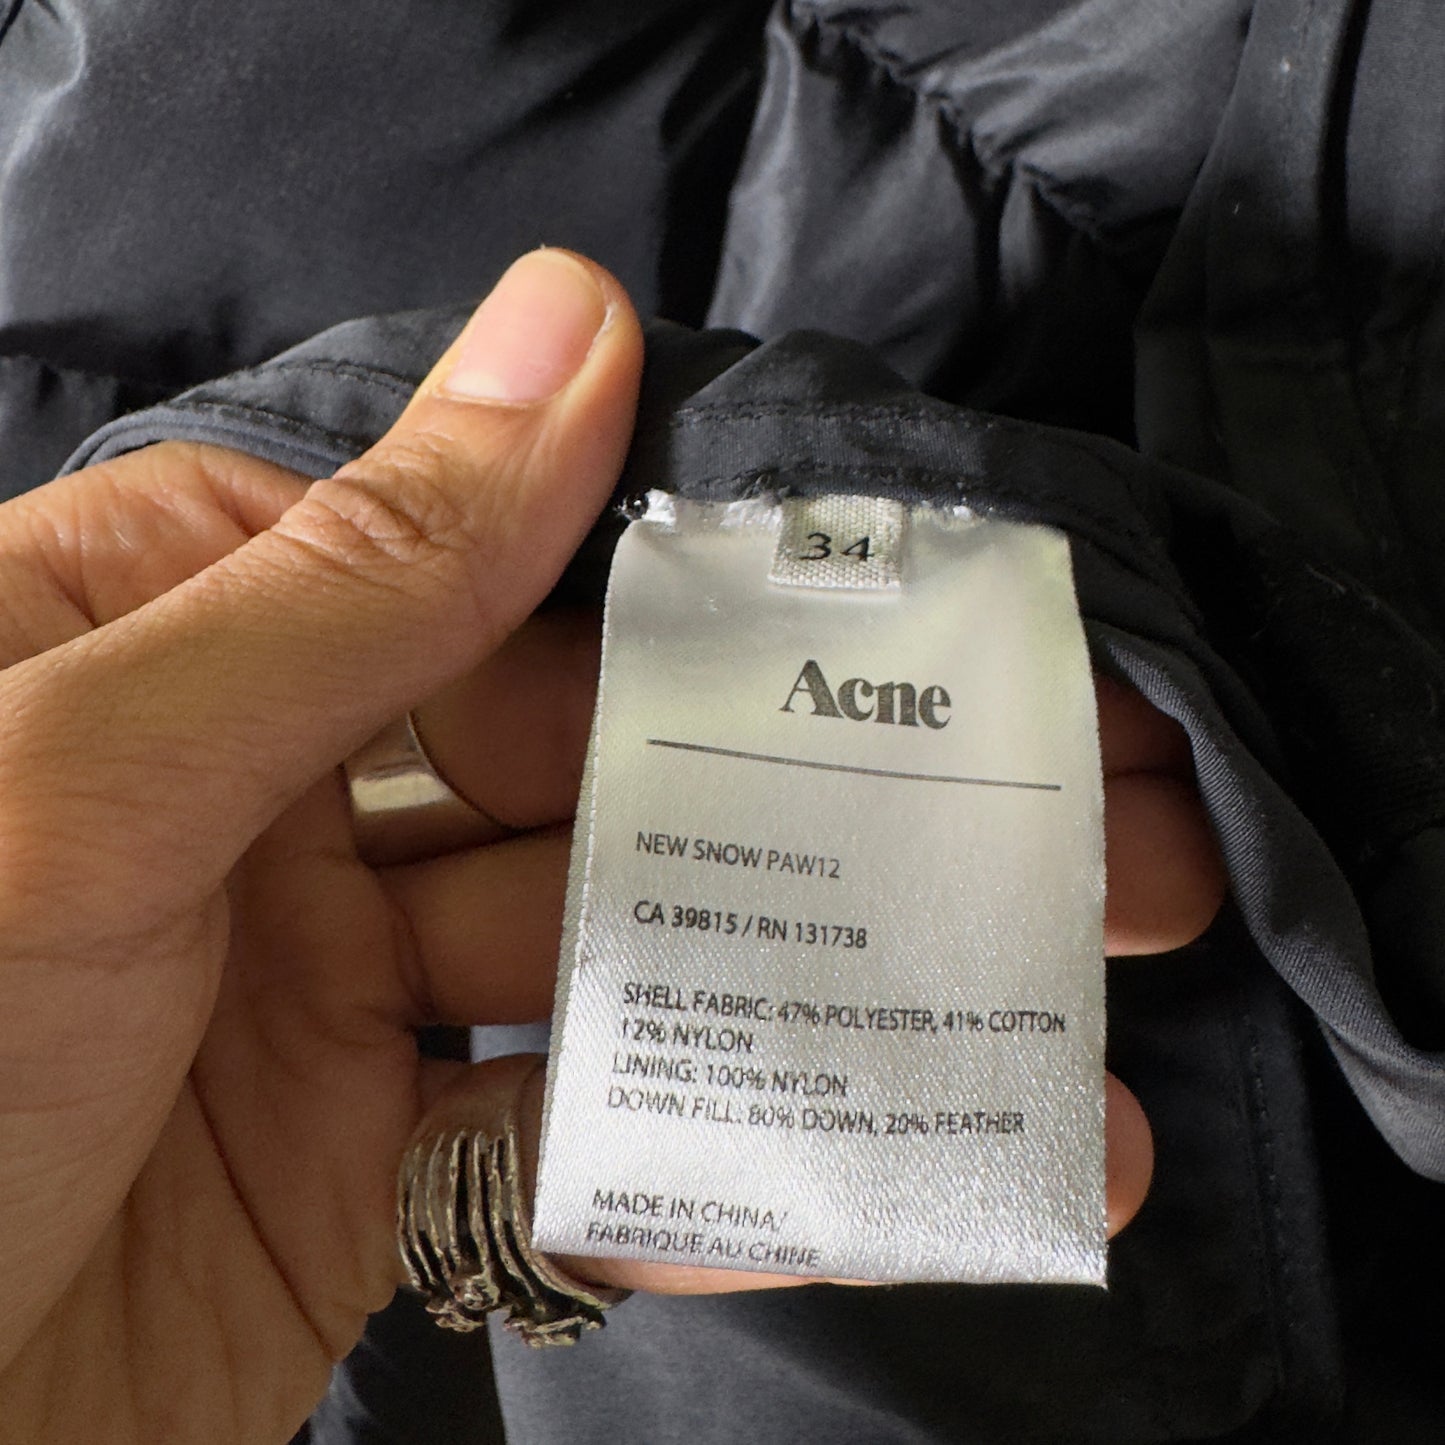 34
Acne
NEW SNOW PAW12
CA 39815 / RN 131738
SHELL FABRIC: 47% POLYESTER, 41% COTTON
12% NYLON
LINING: 100% NYLON
DOWN FILL: 80% DOWN, 20% FEATHER
MADE IN CHINA/
FABRIQUE AU CHINE